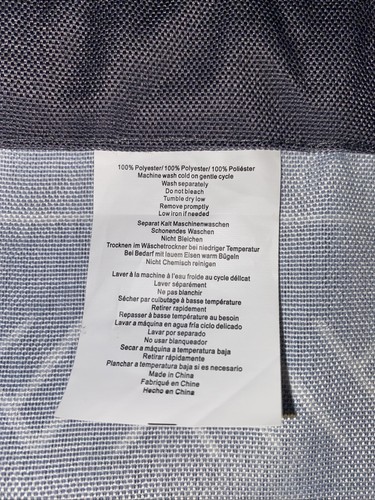 100% Polyester/ 100% Polyester/ 100% Poliéster
Machine wash cold on gentle cycle
Wash separately
Do not bleach
Tumble dry low
Remove promptly
Low iron if needed
Separat Kalt Maschinenwaschen
Schonendes Waschen
Nicht Bleichen
Trocknen im Wäschetrockner bei niedriger Temperatur
Bei Bedarf mit lauem Eisen warm Bügeln
Nicht Chemisch reinigen
Laver à la machine à l'eau froide au cycle délicat
Laver séparément
Ne pas blanchir
Sécher par culbutage à basse température
Retirer rapidement
Repasser à basse température au besoin
Lavar a máquina en agua fría ciclo delicado
Lavar por separado
No usar blanqueador
Secar a máquina a temperatura baja
Retirar rápidamente
Planchar a temperatura baja si es necesario
Made in China
Fabriqué en Chine
Hecho en China